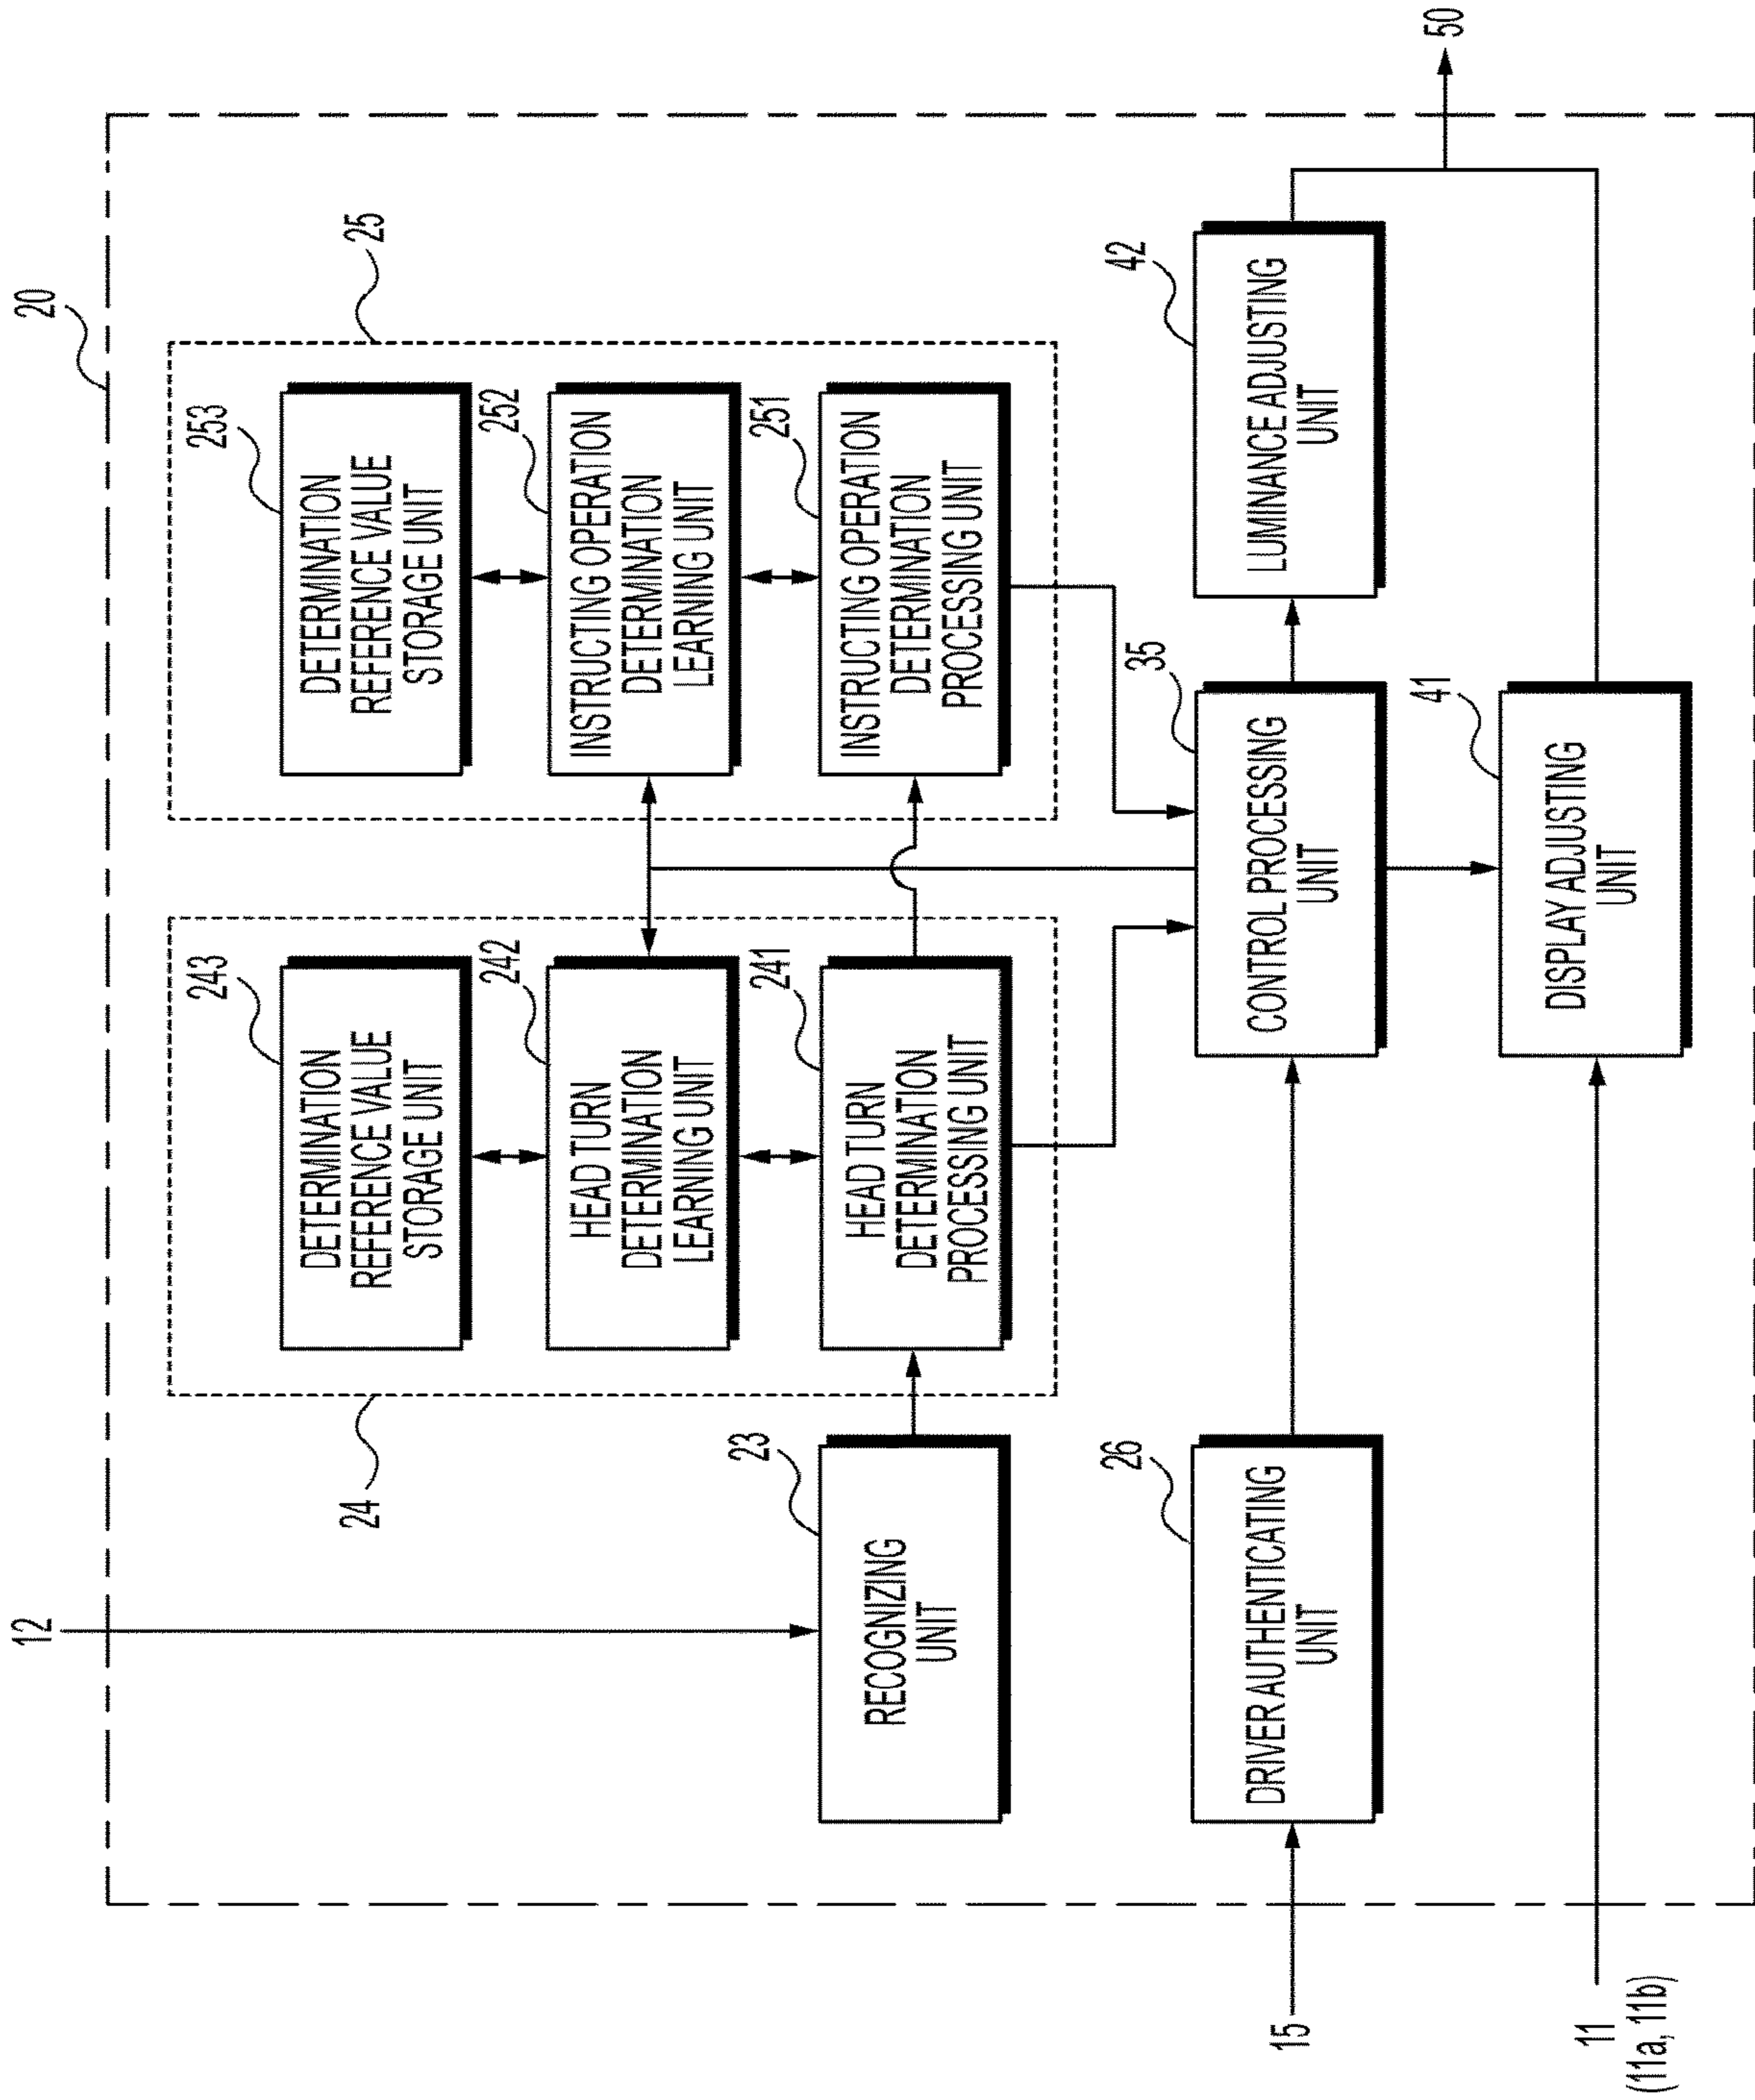 20
25
253
DETERMINATION
REFERENCE VALUE
STORAGE UNIT
252
INSTRUCTING OPERATION
DETERMINATION
LEARNING UNIT
251
INSTRUCTING OPERATION
DETERMINATION
PROCESSING UNIT
24
243
DETERMINATION
REFERENCE VALUE
STORAGE UNIT
242
HEAD TURN
DETERMINATION
LEARNING UNIT
241
HEAD TURN
DETERMINATION
PROCESSING UNIT
12
23
RECOGNIZING
UNIT
15
26
DRIVER AUTHENTICATING
UNIT
35
CONTROL PROCESSING
UNIT
42
LUMINANCE ADJUSTING
UNIT
50
11
(11a, 11b)
41
DISPLAY ADJUSTING
UNIT